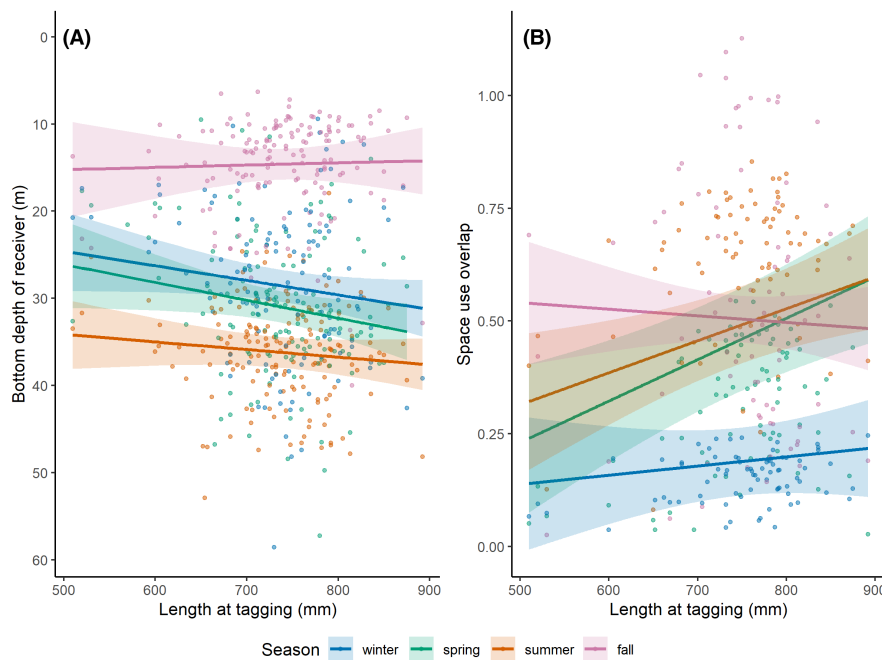 (A)
0
10
20
30
40
50
60
Bottom depth of receiver (m)
500 600 700 800 900
Length at tagging (mm)
(B)
1.00
0.75
0.50
0.25
0.00
Space use overlap
500 600 700 800 900
Length at tagging (mm)
Season winter spring summer fall